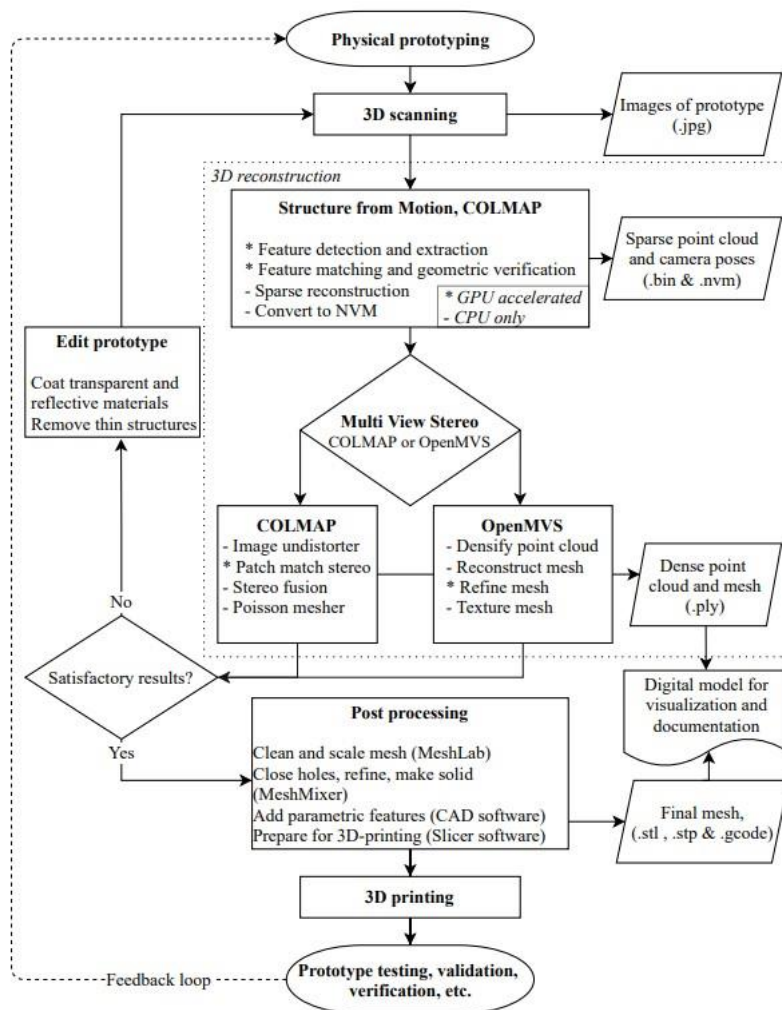 Physical prototyping
3D scanning
Images of prototype
(.jpg)
3D reconstruction
Structure from Motion, COLMAP
* Feature detection and extraction
* Feature matching and geometric verification
- Sparse reconstruction
- Convert to NVM
* GPU accelerated
- CPU only
Sparse point cloud
and camera poses
(.bin & .nvm)
Edit prototype
Coat transparent and
reflective materials
Remove thin structures
Multi View Stereo
COLMAP or OpenMVS
COLMAP
- Image undistorter
* Patch match stereo
- Stereo fusion
- Poisson mesher
OpenMVS
- Densify point cloud
- Reconstruct mesh
* Refine mesh
- Texture mesh
Dense point
cloud and mesh
(.ply)
No
Satisfactory results?
Yes
Digital model for
visualization and
documentation
Post processing
Clean and scale mesh (MeshLab)
Close holes, refine, make solid
(MeshMixer)
Add parametric features (CAD software)
Prepare for 3D-printing (Slicer software)
Final mesh,
(.stl , .stp & .gcode)
3D printing
Feedback loop
Prototype testing, validation,
verification, etc.